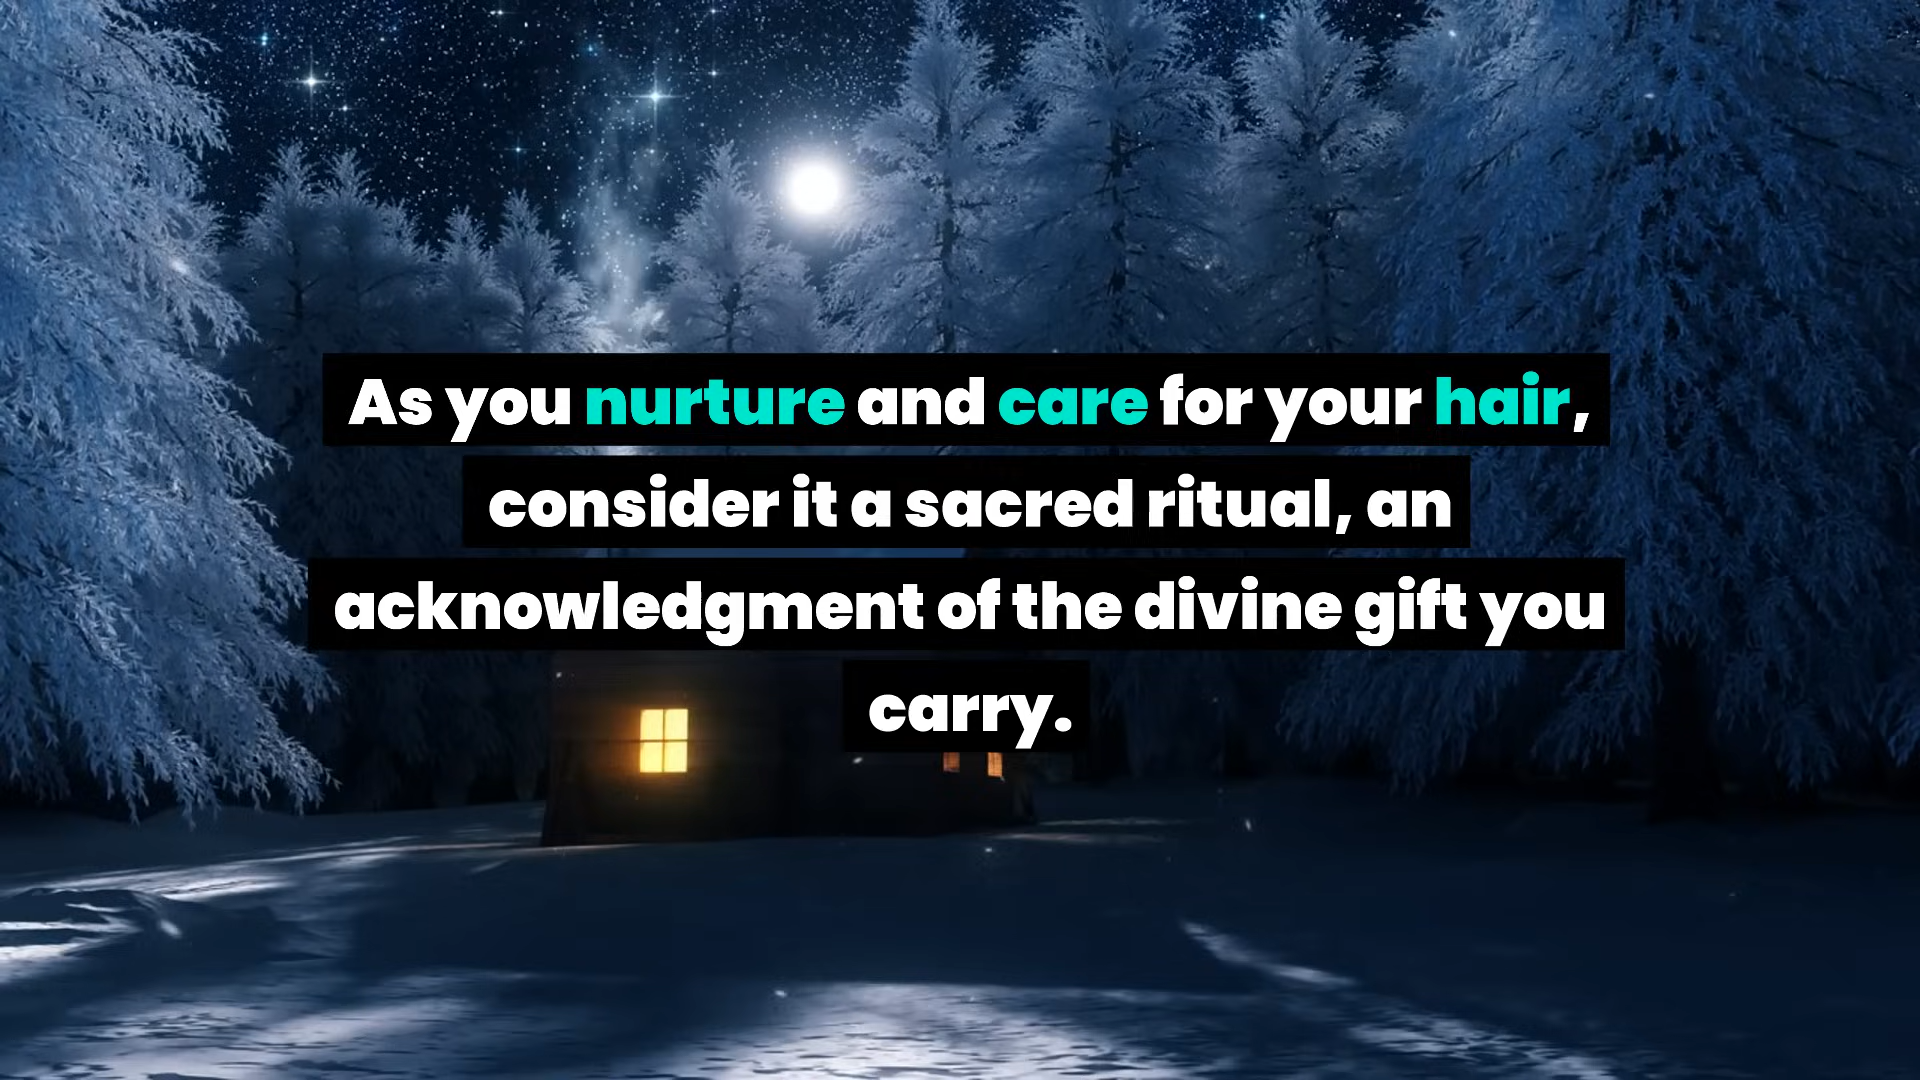 As you nurture and care for your hair,
consider it a sacred ritual, an
acknowledgment of the divine gift you
carry.